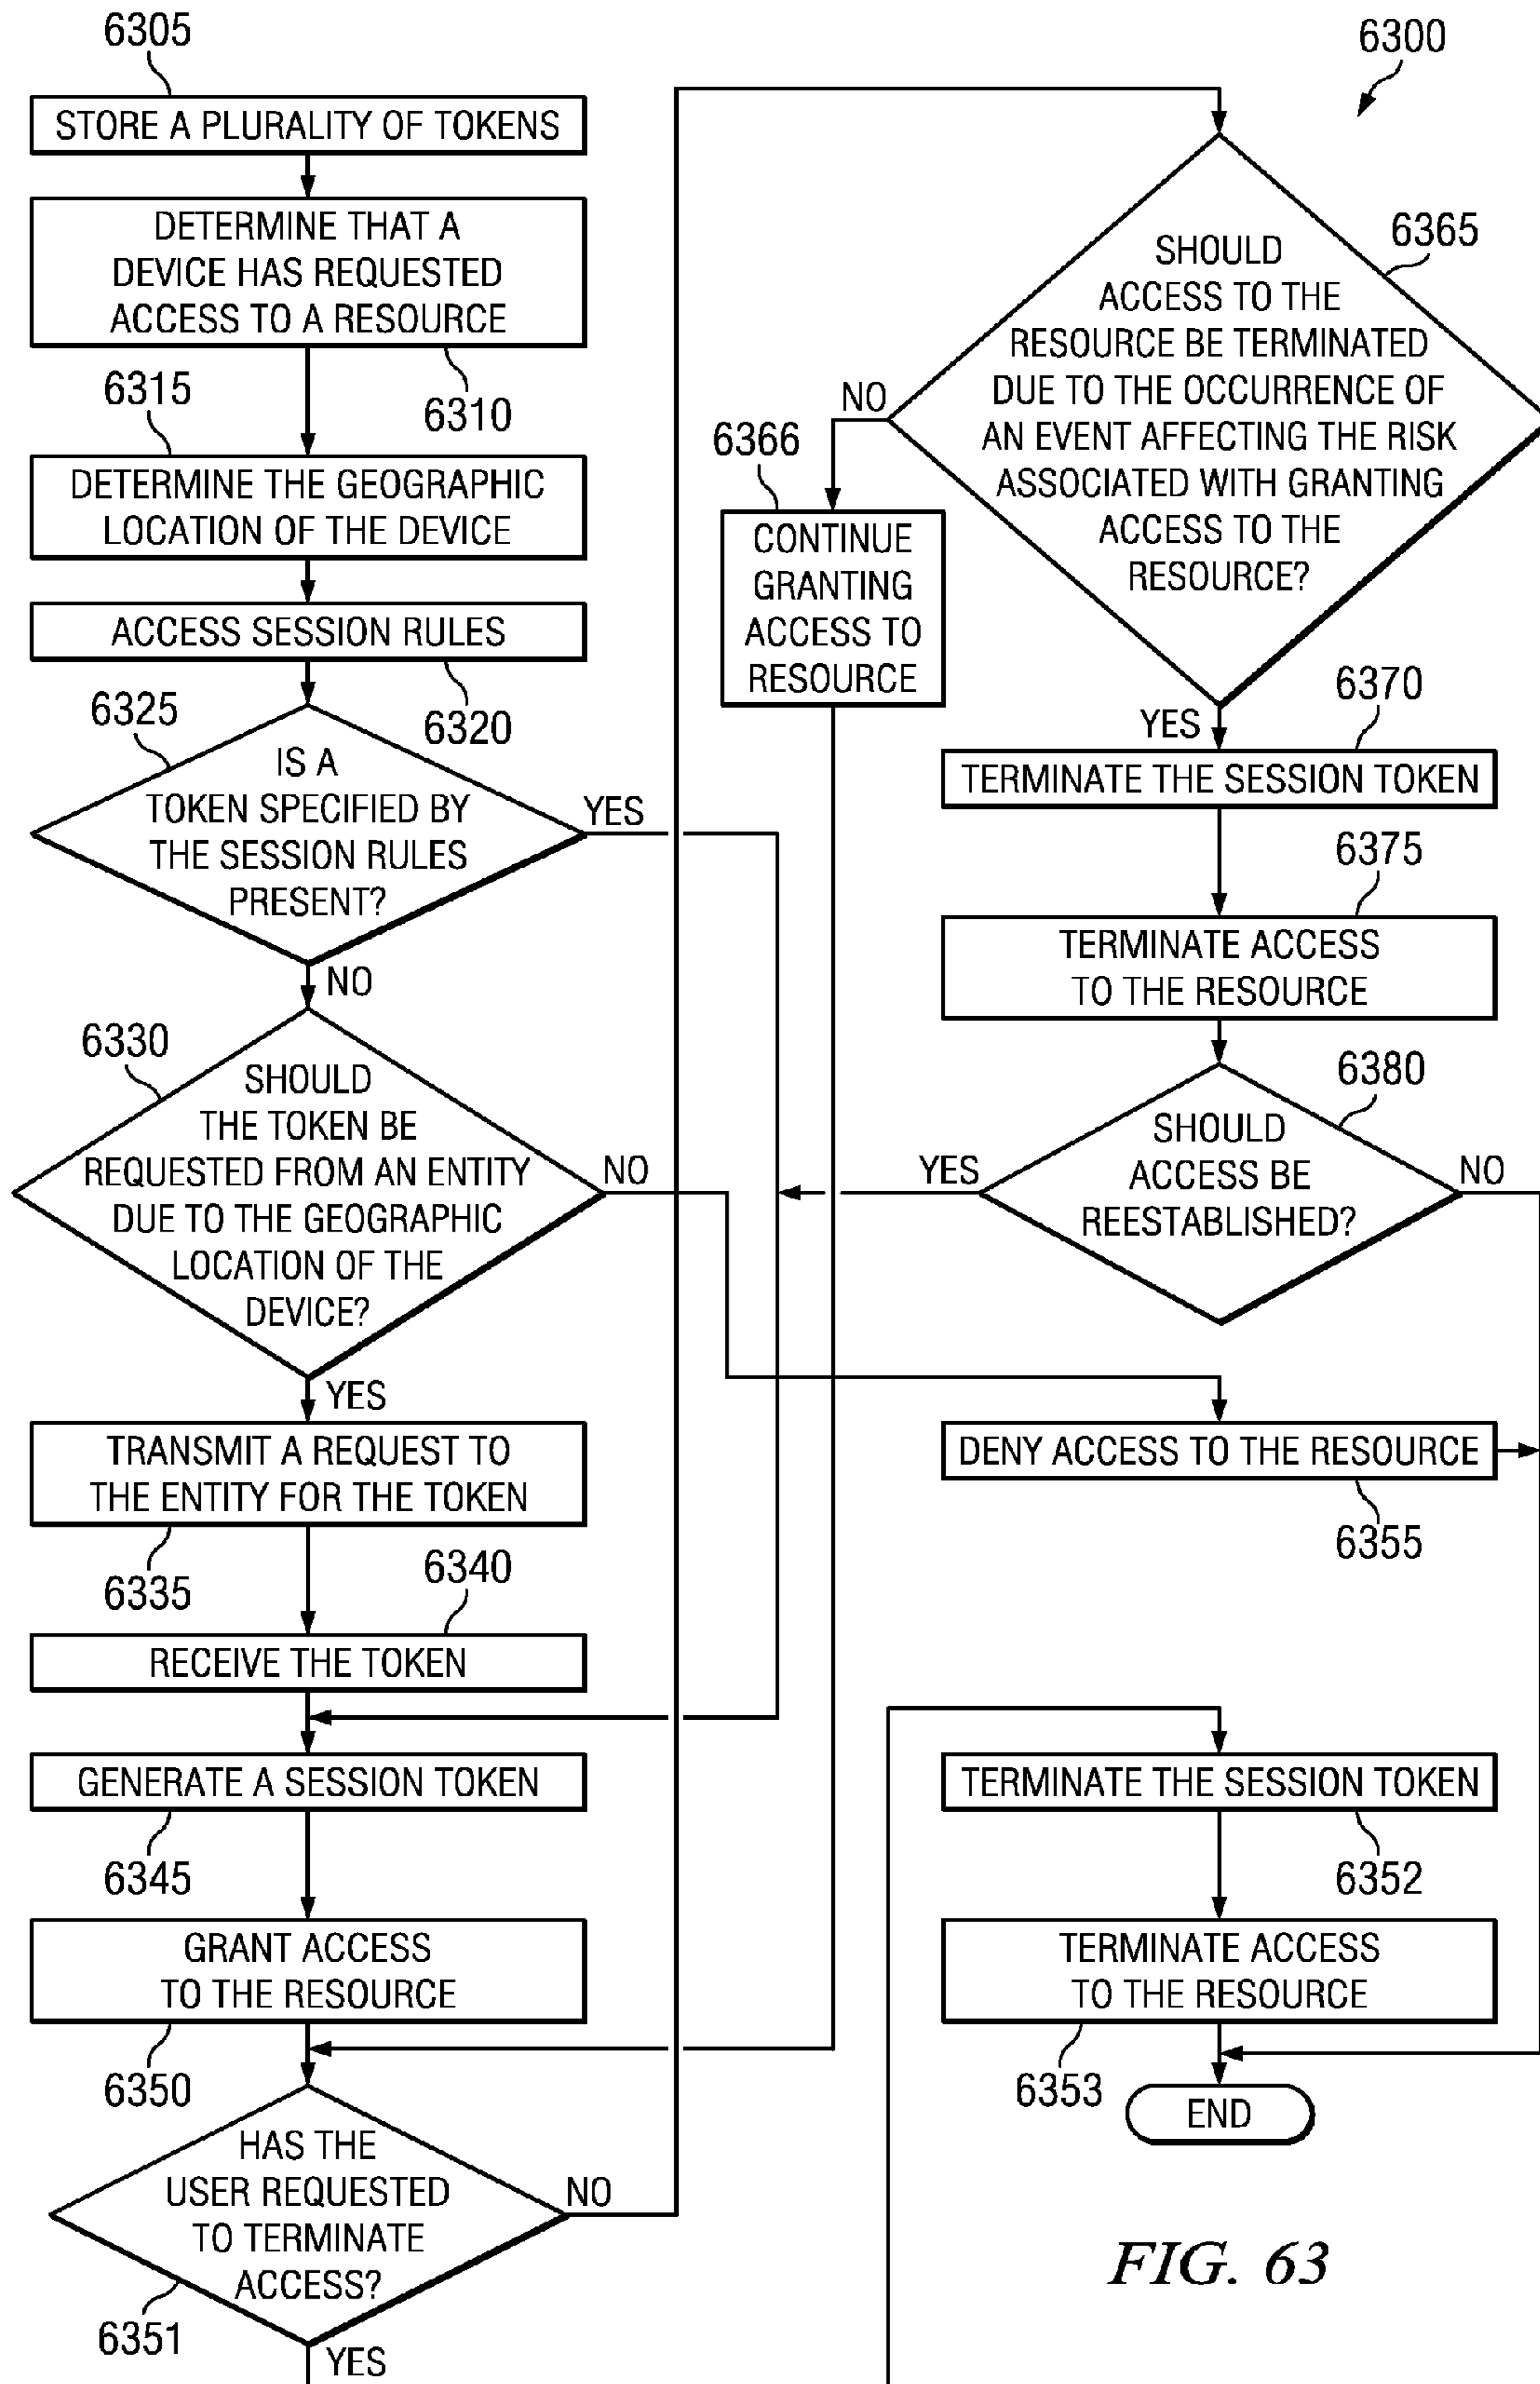 6305
STORE A PLURALITY OF TOKENS
DETERMINE THAT A
DEVICE HAS REQUESTED
ACCESS TO A RESOURCE
6310
6315
DETERMINE THE GEOGRAPHIC
LOCATION OF THE DEVICE
ACCESS SESSION RULES
6320
6325
IS A
TOKEN SPECIFIED BY
THE SESSION RULES
PRESENT?
YES
NO
6330
SHOULD
THE TOKEN BE
REQUESTED FROM AN ENTITY
DUE TO THE GEOGRAPHIC
LOCATION OF THE
DEVICE?
NO
YES
TRANSMIT A REQUEST TO
THE ENTITY FOR THE TOKEN
6335
6340
RECEIVE THE TOKEN
GENERATE A SESSION TOKEN
6345
GRANT ACCESS
TO THE RESOURCE
6350
HAS THE
USER REQUESTED
TO TERMINATE
ACCESS?
NO
6351
YES
6300
6365
SHOULD
ACCESS TO THE
RESOURCE BE TERMINATED
DUE TO THE OCCURRENCE OF
AN EVENT AFFECTING THE RISK
ASSOCIATED WITH GRANTING
ACCESS TO THE
RESOURCE?
NO
6366
CONTINUE
GRANTING
ACCESS TO
RESOURCE
YES
6370
TERMINATE THE SESSION TOKEN
6375
TERMINATE ACCESS
TO THE RESOURCE
6380
SHOULD
ACCESS BE
REESTABLISHED?
YES
NO
DENY ACCESS TO THE RESOURCE
6355
TERMINATE THE SESSION TOKEN
6352
TERMINATE ACCESS
TO THE RESOURCE
6353
END
FIG. 63